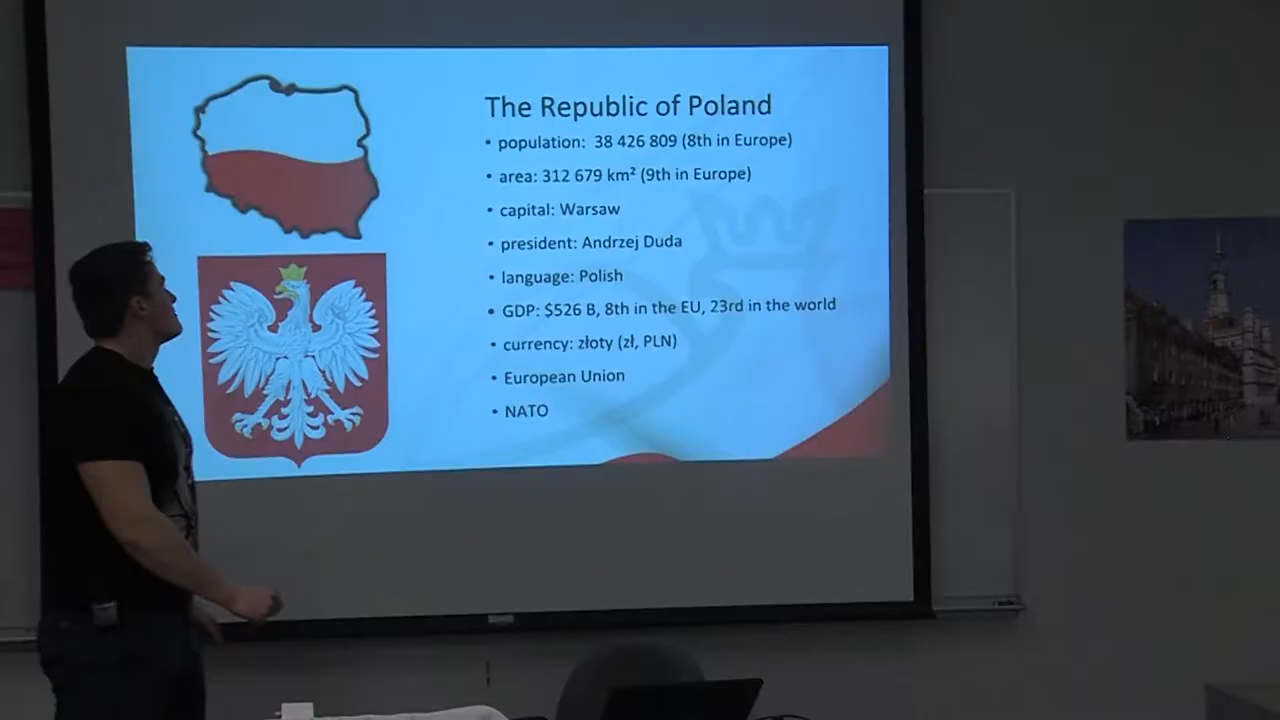 The Republic of Poland
• population: 38 426 809 (8th in Europe)
• area: 312 679 km² (9th in Europe)
• capital: Warsaw
• president: Andrzej Duda
• language: Polish
• GDP: $526 B, 8th in the EU, 23rd in the world
• currency: złoty (zł, PLN)
• European Union
• NATO